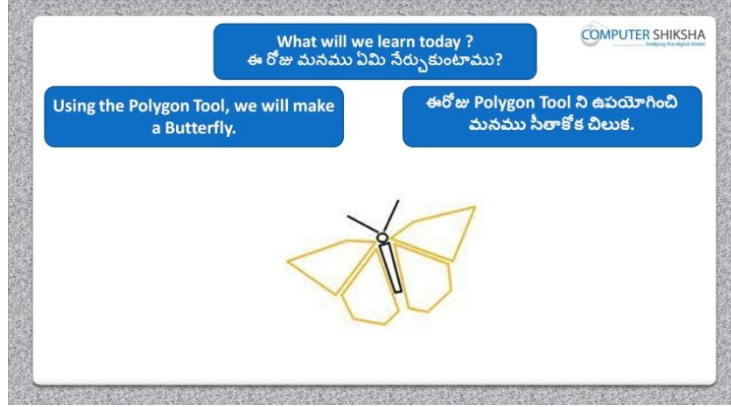 What will we learn today ?
ఈ రోజు మనము ఏమి నేర్చుకుంటాము?
COMPUTER SHIKSHA
bridging the digital divide
Using the Polygon Tool, we will make
a Butterfly.
ఈరోజు Polygon Tool ని ఉపయోగించి
మనము సీతాకోక చిలుక.